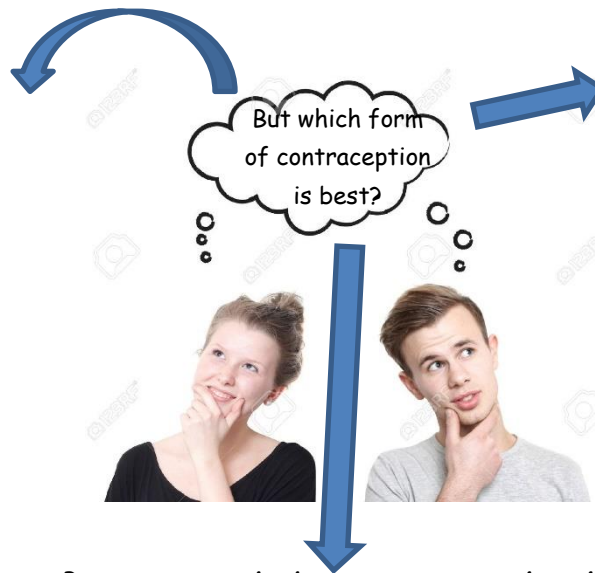 But which form
of contraception
is best?